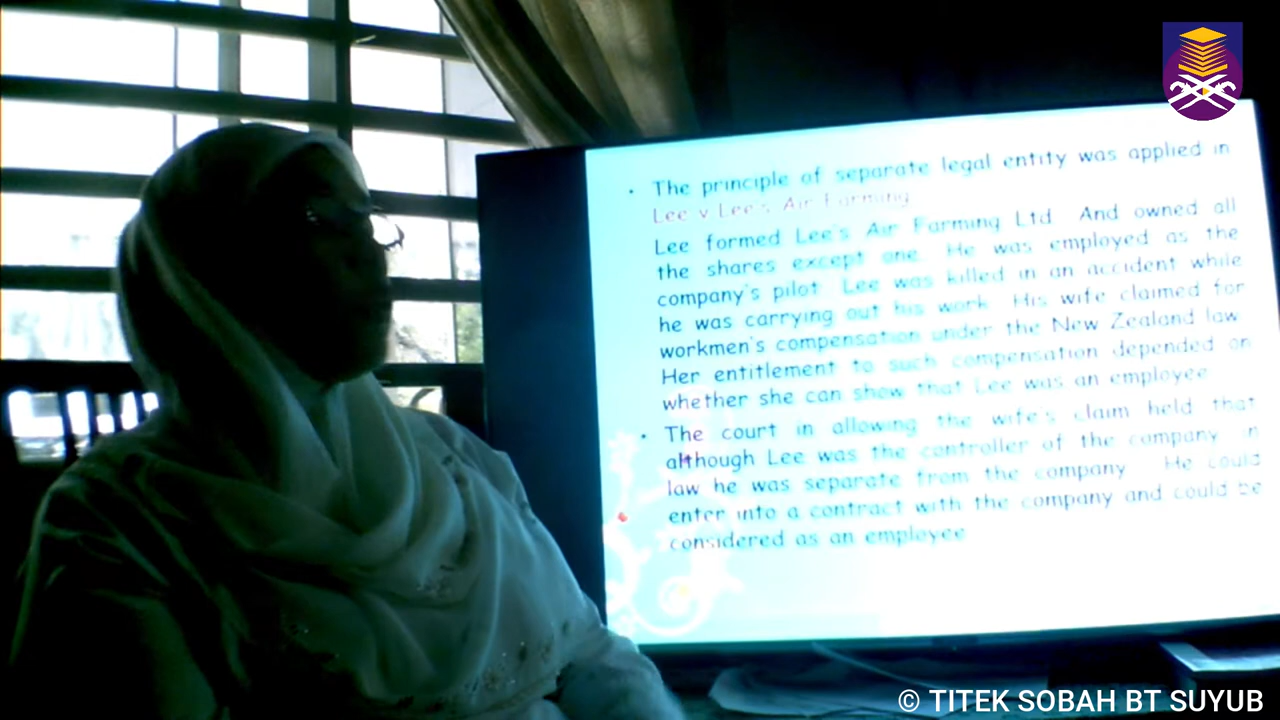 • The principle of separate legal entity was applied in
Lee v Lee's Air Farming
Lee formed Lee's Air Farming Ltd. And owned all
the shares except one. He was employed as the
company's pilot. Lee was killed in an accident while
he was carrying out his work. His wife claimed for
workmen's compensation under the New Zealand law
Her entitlement to such compensation depended on
whether she can show that Lee was an employee
• The court in allowing the wife's claim held that
although Lee was the controller of the company in
law he was separate from the company. He could
enter into a contract with the company and could be
considered as an employee
© TITEK SOBAH BT SUYUB